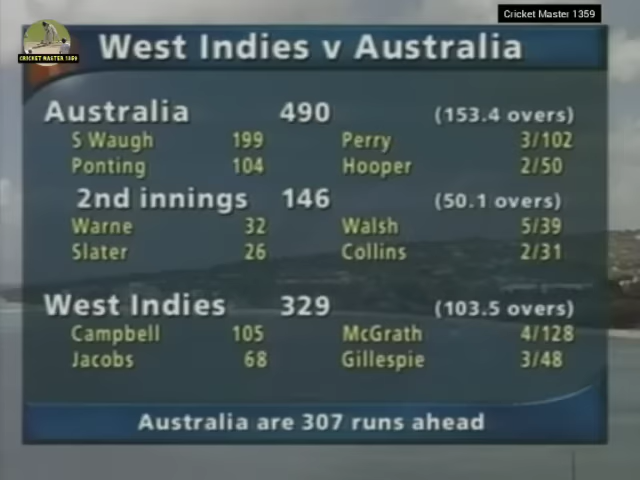 Cricket Master 1359
CRICKET MASTER 1359
West Indies v Australia
Australia 490 (153.4 overs)
S Waugh 199 Perry 3/102
Ponting 104 Hooper 2/50
2nd innings 146 (50.1 overs)
Warne 32 Walsh 5/39
Slater 26 Collins 2/31
West Indies 329 (103.5 overs)
Campbell 105 McGrath 4/128
Jacobs 68 Gillespie 3/48
Australia are 307 runs ahead